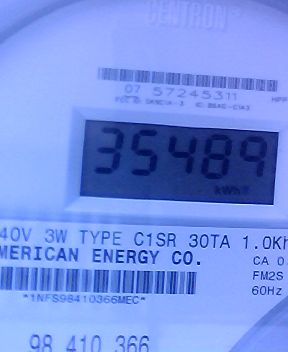 CENTRON®
07 57245311
35489
kWh
40V 3W TYPE C1SR 30TA 1.0Kh
MERICAN ENERGY CO.
CA 0.
FM2S
60Hz
*1NFS98410366MEC*
98 410 366